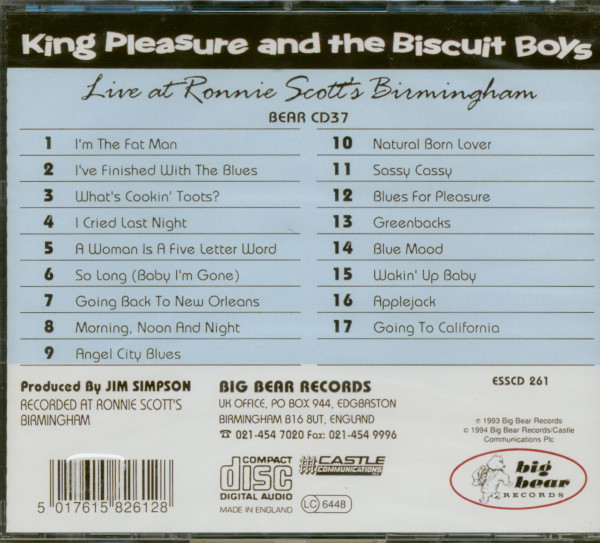 King Pleasure and the Biscuit Boys
Live at Ronnie Scott's Birmingham
BEAR CD37
1 I'm The Fat Man
2 I've Finished With The Blues
3 What's Cookin' Toots?
4 I Cried Last Night
5 A Woman Is A Five Letter Word
6 So Long (Baby I'm Gone)
7 Going Back To New Orleans
8 Morning, Noon And Night
9 Angel City Blues
10 Natural Born Lover
11 Sassy Cassy
12 Blues For Pleasure
13 Greenbacks
14 Blue Mood
15 Wakin' Up Baby
16 Applejack
17 Going To California
Produced By JIM SIMPSON
RECORDED AT RONNIE SCOTT'S
BIRMINGHAM
BIG BEAR RECORDS
UK OFFICE, PO BOX 944, EDGBASTON
BIRMINGHAM B16 8UT, ENGLAND
☎ 021-454 7020 Fax: 021-454 9996
ESSCD 261
℗ 1993 Big Bear Records
© 1994 Big Bear Records/Castle
Communications Plc
5 017615 826128
COMPACT
disc
DIGITAL AUDIO
MADE IN ENGLAND
CASTLE
COMMUNICATIONS
LC 6448
big
bear
RECORDS